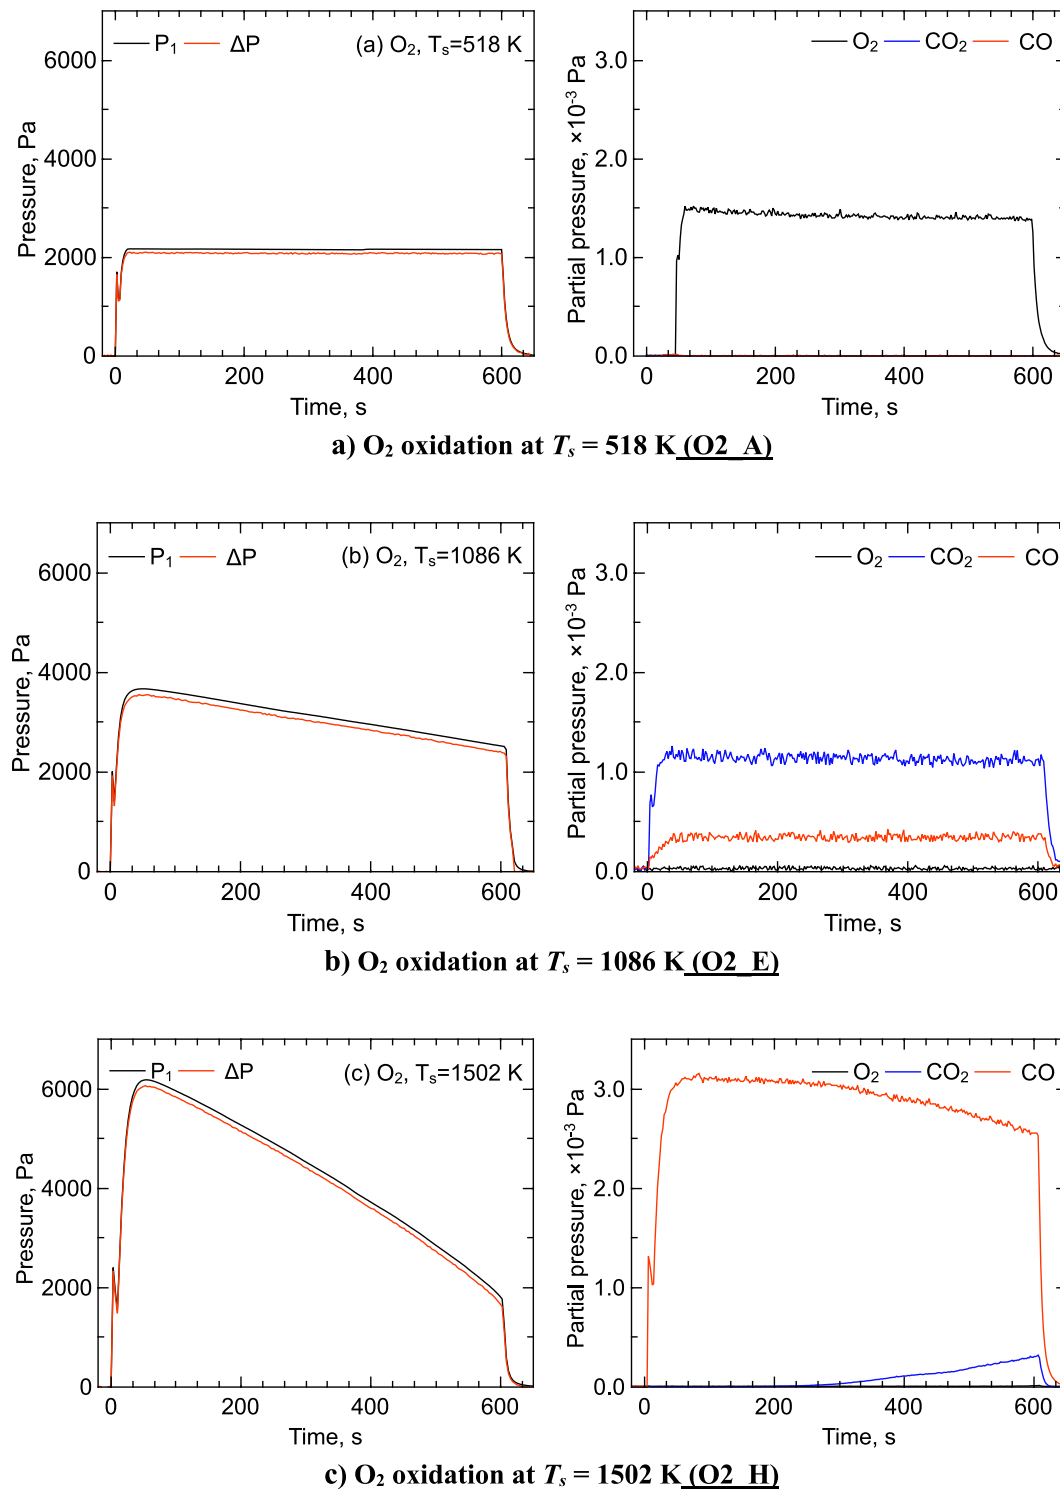 P₁ ΔP (a) O₂, Tₛ=518 K
6000
4000
2000
0
Pressure, Pa
0 200 400 600
Time, s
O₂ CO₂ CO
3.0
2.0
1.0
0.0
Partial pressure, ×10⁻³ Pa
0 200 400 600
Time, s
a) O₂ oxidation at Tₛ = 518 K (O2_A)
P₁ ΔP (b) O₂, Tₛ=1086 K
6000
4000
2000
0
Pressure, Pa
0 200 400 600
Time, s
O₂ CO₂ CO
3.0
2.0
1.0
0.0
Partial pressure, ×10⁻³ Pa
0 200 400 600
Time, s
b) O₂ oxidation at Tₛ = 1086 K (O2_E)
P₁ ΔP (c) O₂, Tₛ=1502 K
6000
4000
2000
0
Pressure, Pa
0 200 400 600
Time, s
O₂ CO₂ CO
3.0
2.0
1.0
0.0
Partial pressure, ×10⁻³ Pa
0 200 400 600
Time, s
c) O₂ oxidation at Tₛ = 1502 K (O2_H)